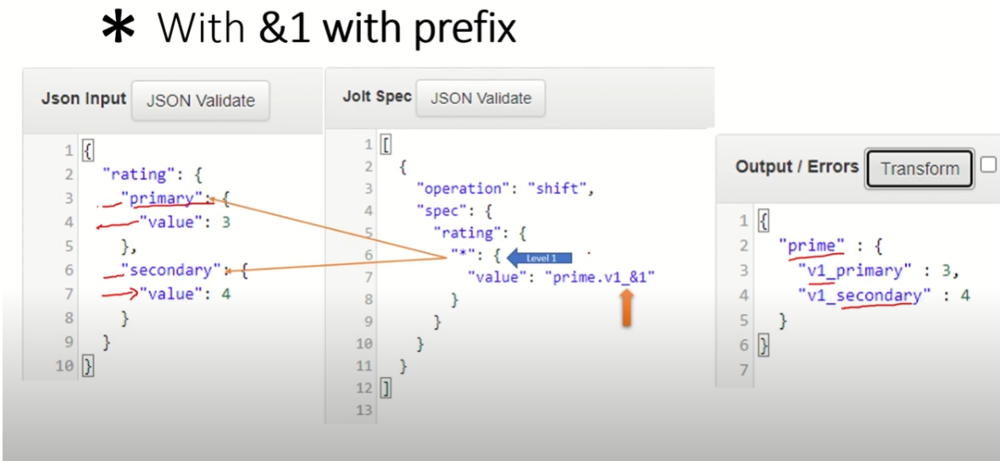 * With &1 with prefix
Json Input JSON Validate
1 {
2 "rating": {
3 "primary": {
4 "value": 3
5 },
6 "secondary": {
7 "value": 4
8 }
9 }
10 }
Jolt Spec JSON Validate
1 [
2 {
3 "operation": "shift",
4 "spec": {
5 "rating": {
6 "*": { Level 1
7 "value": "prime.v1_&1"
8 }
9 }
10 }
11 }
12 ]
13
Output / Errors Transform
1 {
2 "prime" : {
3 "v1_primary" : 3,
4 "v1_secondary" : 4
5 }
6 }
7